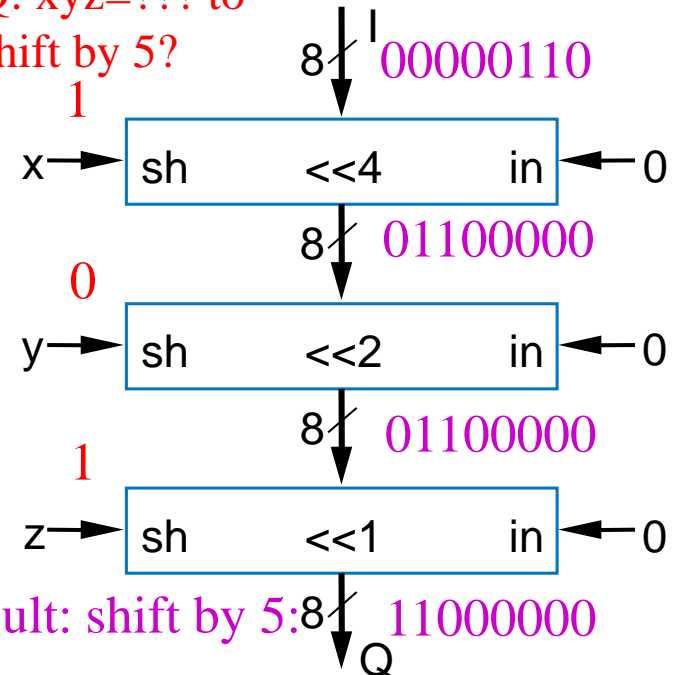 xyz=??? to
shift by 5?
I
8 00000110
1
x sh <<4 in 0
8 01100000
0
y sh <<2 in 0
8 01100000
1
z sh <<1 in 0
ult: shift by 5: 8 11000000
Q